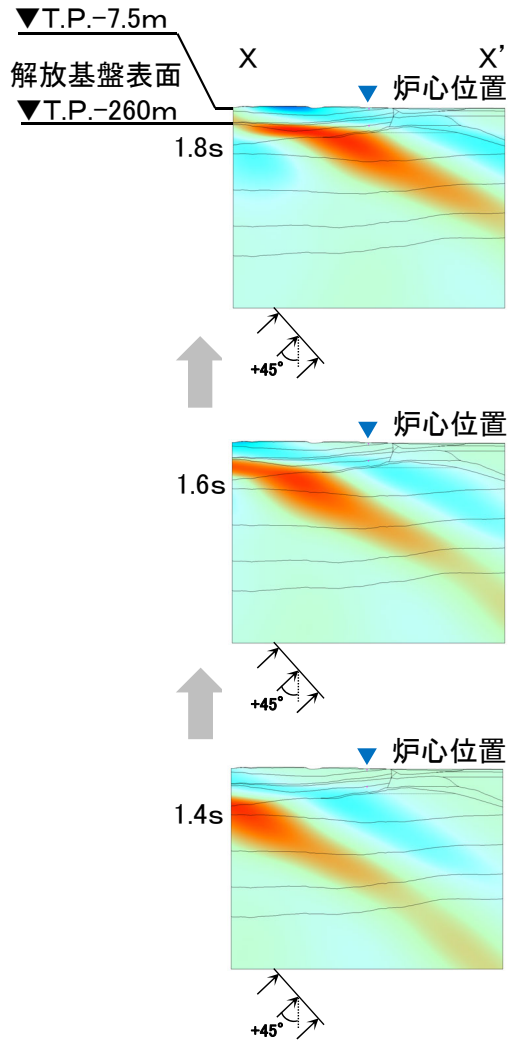 ▼T.P.-7.5m
X X'
解放基盤表面
▼ 炉心位置
▼T.P.-260m
1.8s
+45°
▼ 炉心位置
1.6s
+45°
▼ 炉心位置
1.4s
+45°